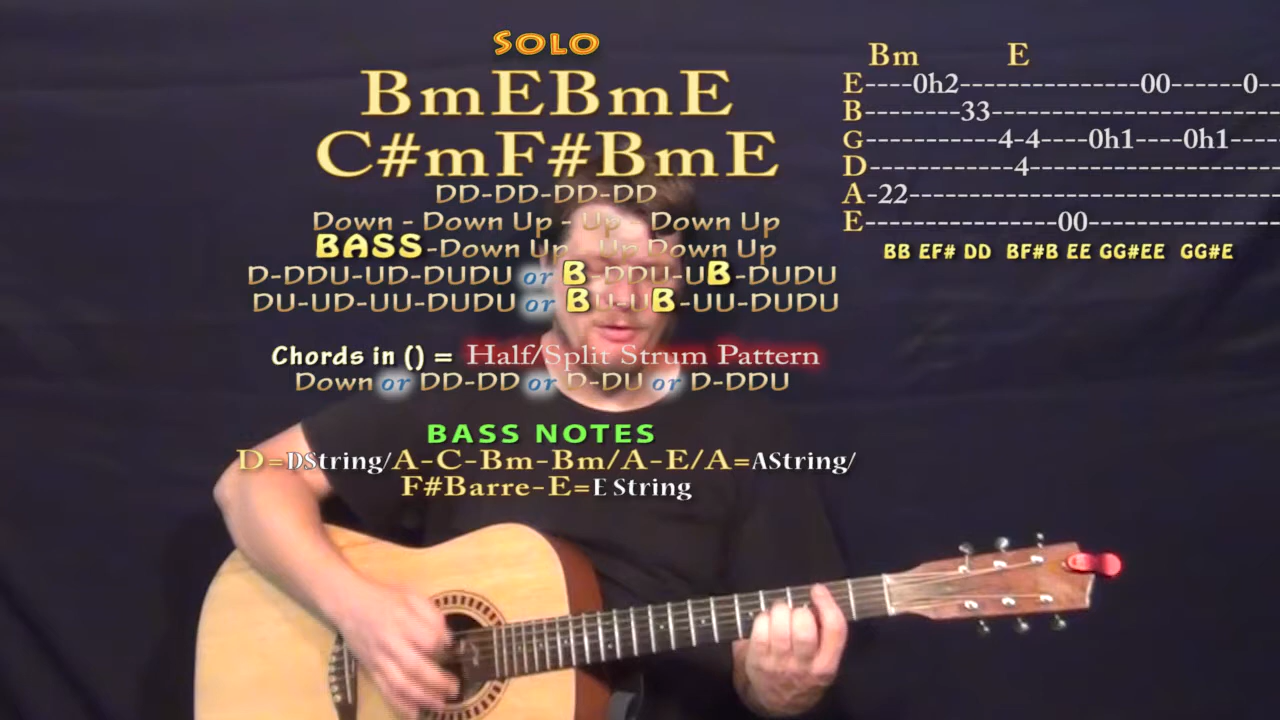 SOLO
BmEBmE
C#mF#BmE
DD-DD-DD-DD
Down - Down Up - Up - Down Up
BASS-Down Up - Up Down Up
D-DDU-UD-DUDU or B-DDU-UB-DUDU
DU-UD-UU-DUDU or BU-UB-UU-DUDU
Chords in () = Half/Split Strum Pattern
Down or DD-DD or D-DU or D-DDU
BASS NOTES
D=DString/A-C-Bm-Bm/A-E/A=AString/
F#Barre-E=E String
Bm E
E----0h2--------------------00-------0--
B--------33-----------------------------
G-------------4-4----0h1----0h1-----
D---------------4-----------------------
A-22------------------------------------
E-------------------00------------------
BB EF# DD BF#B EE GG#EE GG#E